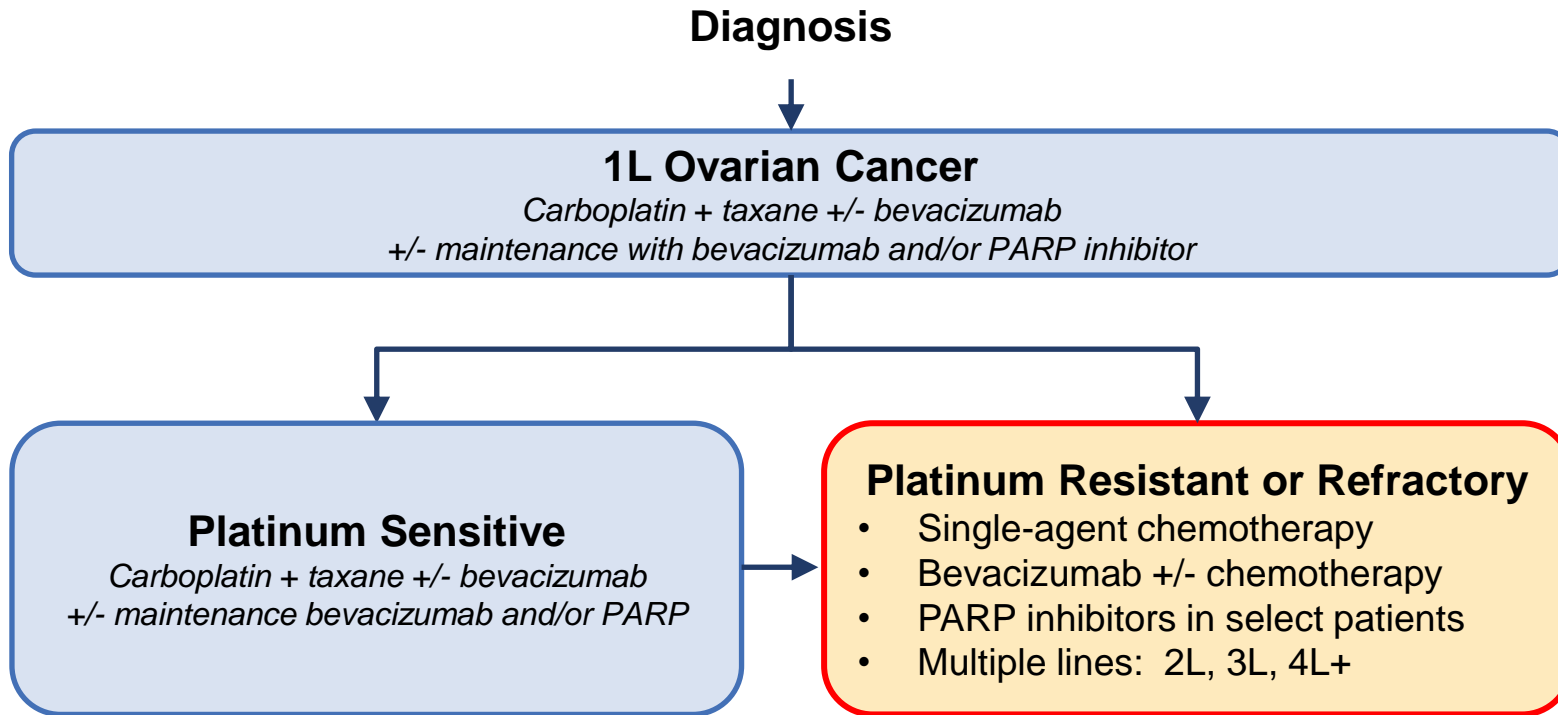 Diagnosis
1L Ovarian Cancer
Carboplatin + taxane +/- bevacizumab
+/- maintenance with bevacizumab and/or PARP inhibitor
Platinum Sensitive
Carboplatin + taxane +/- bevacizumab
+/- maintenance bevacizumab and/or PARP
Platinum Resistant or Refractory
• Single-agent chemotherapy
• Bevacizumab +/- chemotherapy
• PARP inhibitors in select patients
• Multiple lines: 2L, 3L, 4L+